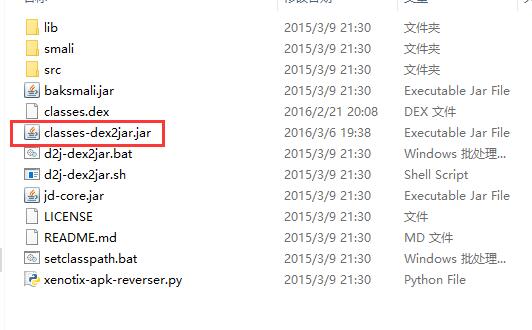 lib 2015/3/9 21:30 文件夹
smali 2015/3/9 21:30 文件夹
src 2015/3/9 21:30 文件夹
baksmali.jar 2015/3/9 21:30 Executable Jar File
classes.dex 2016/2/21 20:08 DEX 文件
classes-dex2jar.jar 2016/3/6 19:38 Executable Jar File
d2j-dex2jar.bat 2015/3/9 21:30 Windows 批处理...
d2j-dex2jar.sh 2015/3/9 21:30 Shell Script
jd-core.jar 2015/3/9 21:30 Executable Jar File
LICENSE 2015/3/9 21:30 文件
README.md 2015/3/9 21:30 MD 文件
setclasspath.bat 2015/3/9 21:30 Windows 批处理...
xenotix-apk-reverser.py 2015/3/9 21:30 Python File